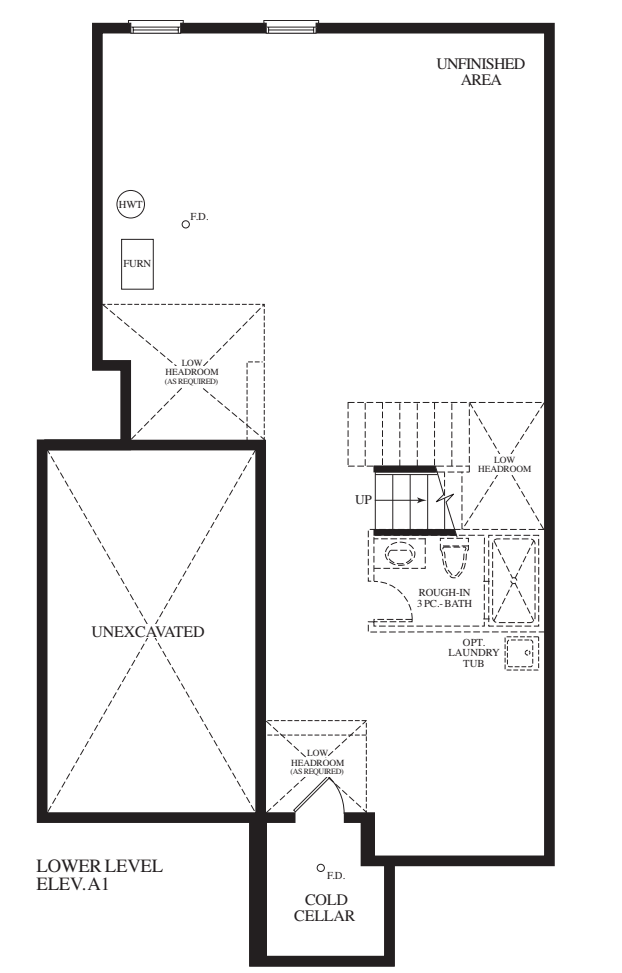 UNFINISHED
AREA
HWT
F.D.
FURN
LOW
HEADROOM
(AS REQUIRED)
LOW
HEADROOM
UP
ROUGH-IN
3 PC.- BATH
UNEXCAVATED
OPT.
LAUNDRY
TUB
LOW
HEADROOM
(AS REQUIRED)
LOWER LEVEL
ELEV. A1
F.D.
COLD
CELLAR